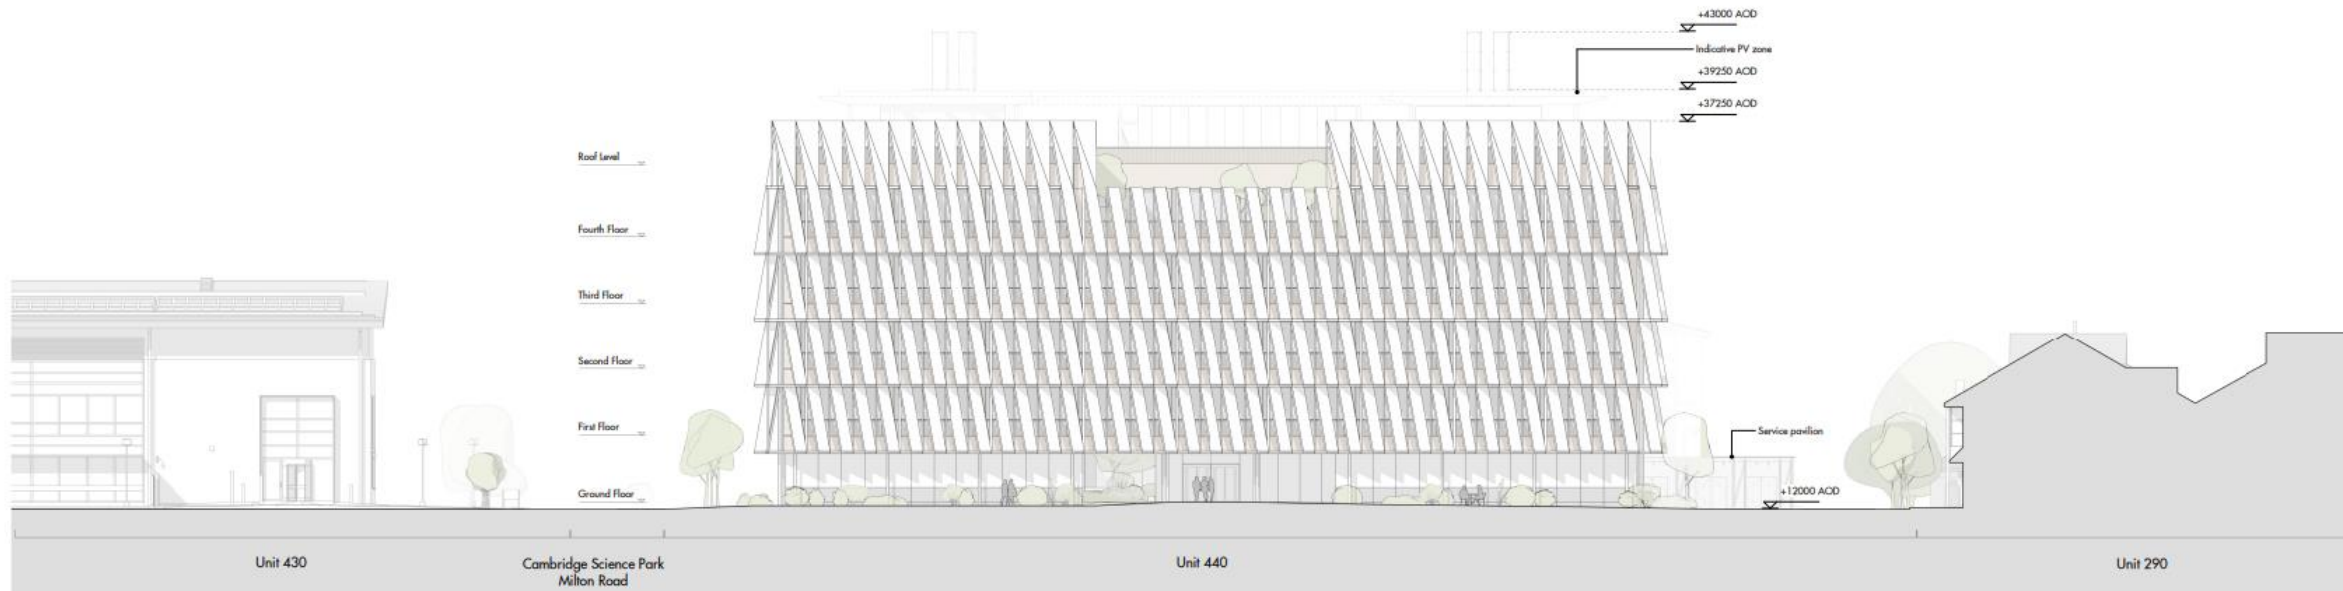 +43000 AOD
Indicative PV zone
+39250 AOD
+37250 AOD
Roof Level
Fourth Floor
Third Floor
Second Floor
First Floor
Service pavilion
Ground Floor
+12000 AOD
Unit 430
Cambridge Science Park
Milton Road
Unit 440
Unit 290